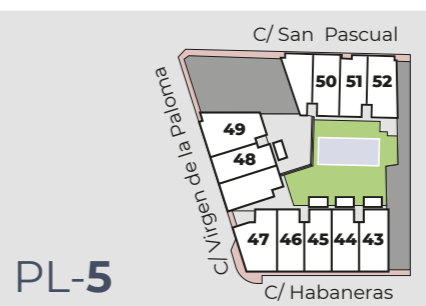 C/ San Pascual
50 51 52
C/ Virgen de la Paloma
49
48
47 46 45 44 43
PL-5
C/ Habaneras